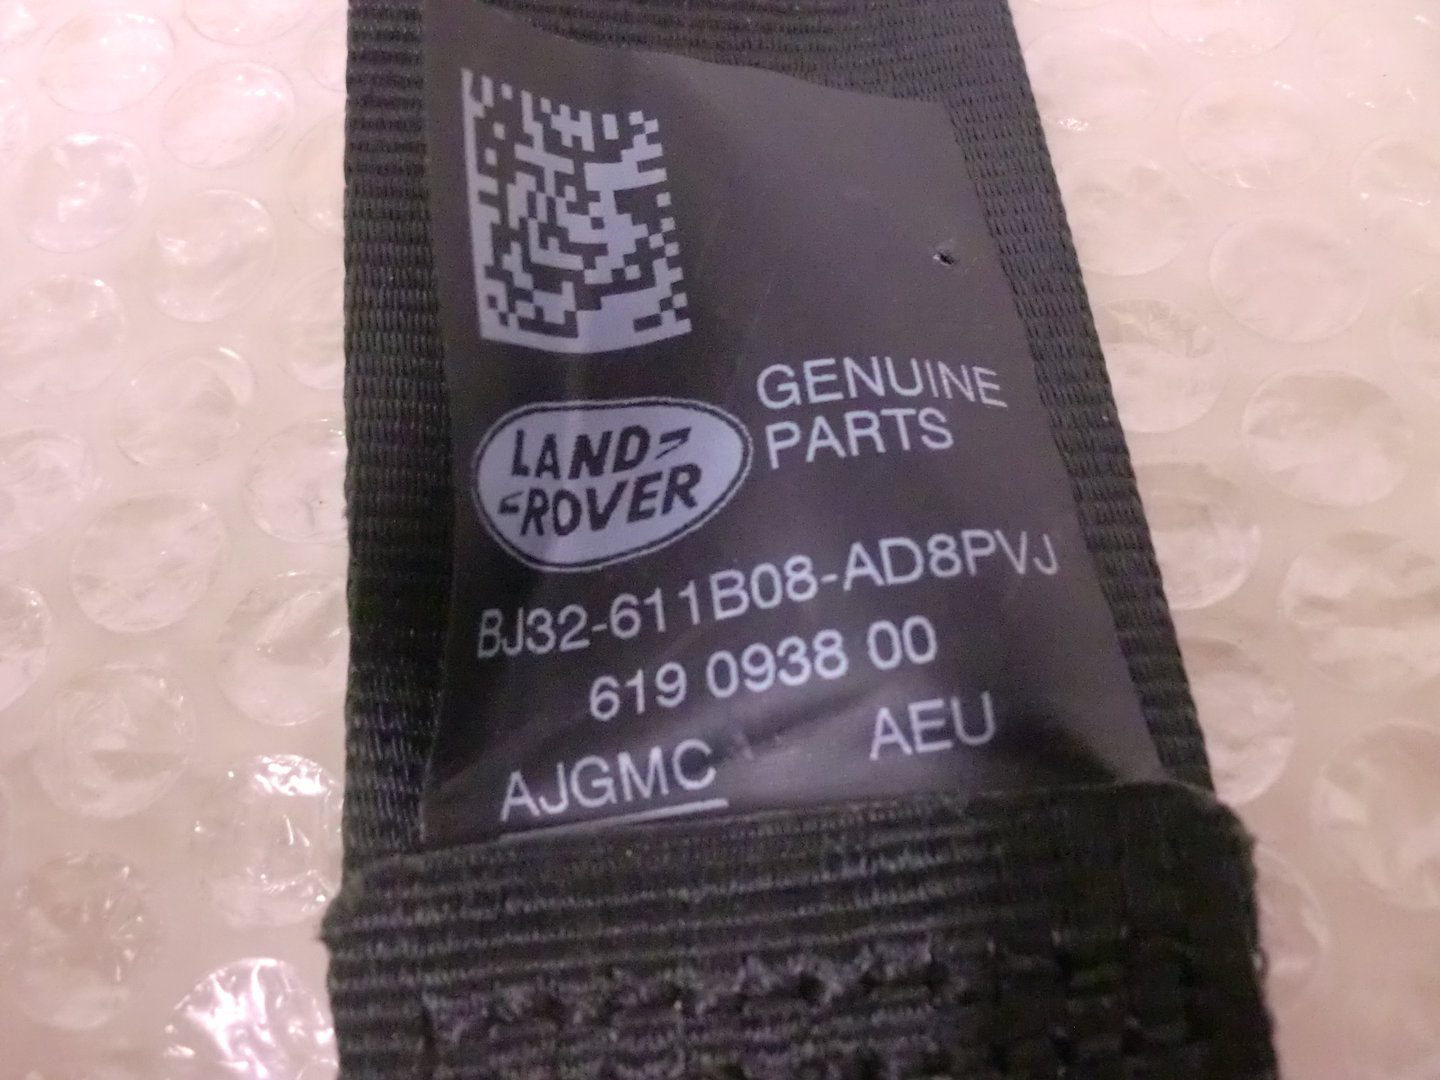 GENUINE
PARTS
LAND
ROVER
BJ32-611B08-AD8PVJ
619 0938 00
AJGMC AEU